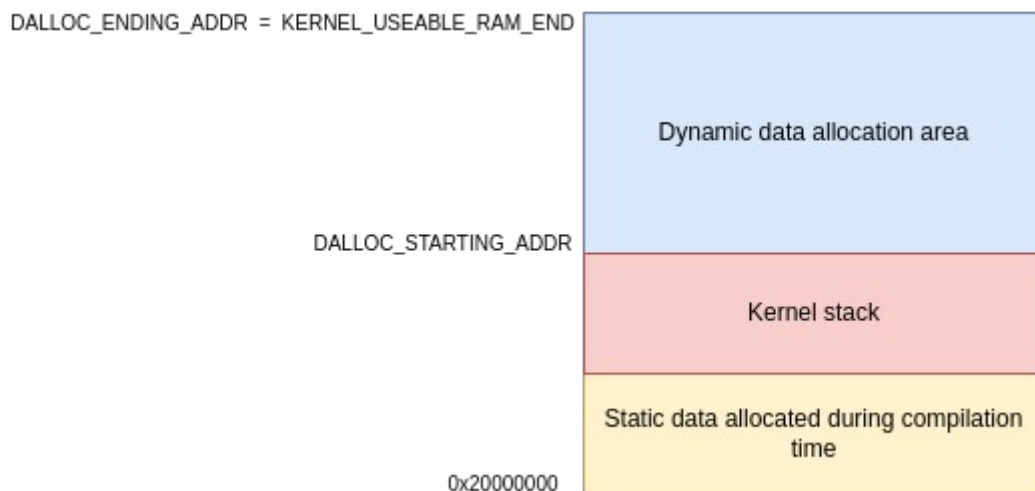 DALLOC_ENDING_ADDR = KERNEL_USEABLE_RAM_END
Dynamic data allocation area
DALLOC_STARTING_ADDR
Kernel stack
Static data allocated during compilation
time
0x20000000